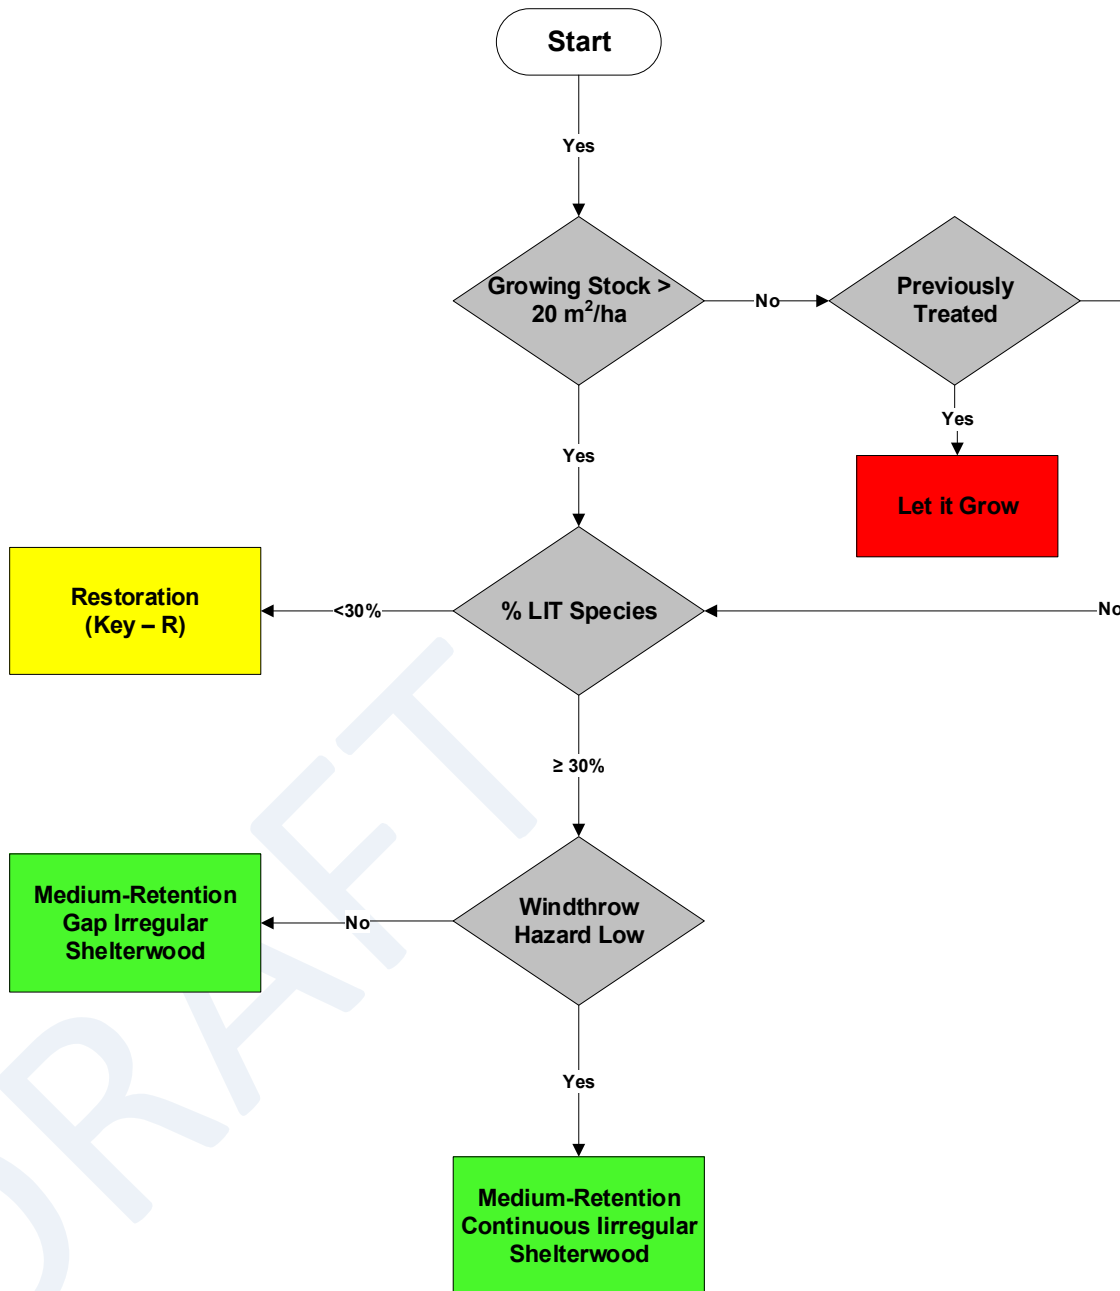 Start
Yes
Growing Stock >
20 m²/ha
No
Previously
Treated
Yes
Yes
Let it Grow
Restoration
(Key – R)
<30%
% LIT Species
No
≥ 30%
Medium-Retention
Gap Irregular
Shelterwood
No
Windthrow
Hazard Low
Yes
Medium-Retention
Continuous Iirregular
Shelterwood
DRAFT